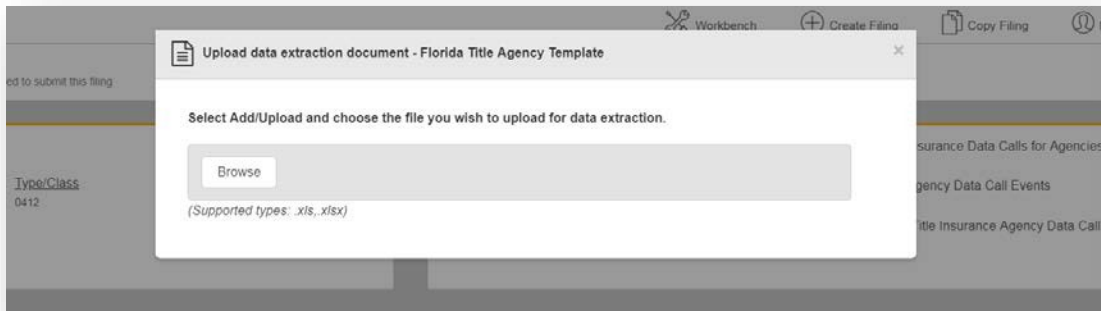 Workbench
Create Filing
Copy Filing
Upload data extraction document - Florida Title Agency Template
×
ed to submit this filing
Select Add/Upload and choose the file you wish to upload for data extraction.
surance Data Calls for Agencies
Browse
Type/Class
gency Data Call Events
0412
(Supported types: .xls,.xlsx)
itle Insurance Agency Data Call